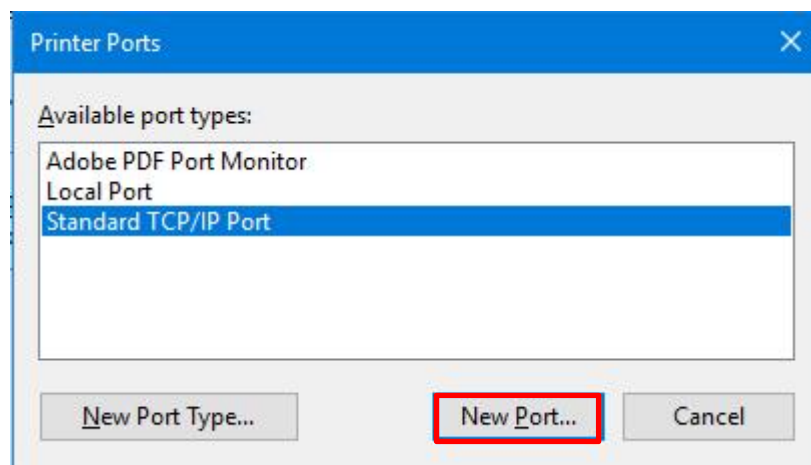 Printer Ports
Available port types:
Adobe PDF Port Monitor
Local Port
Standard TCP/IP Port
New Port Type...
New Port...
Cancel